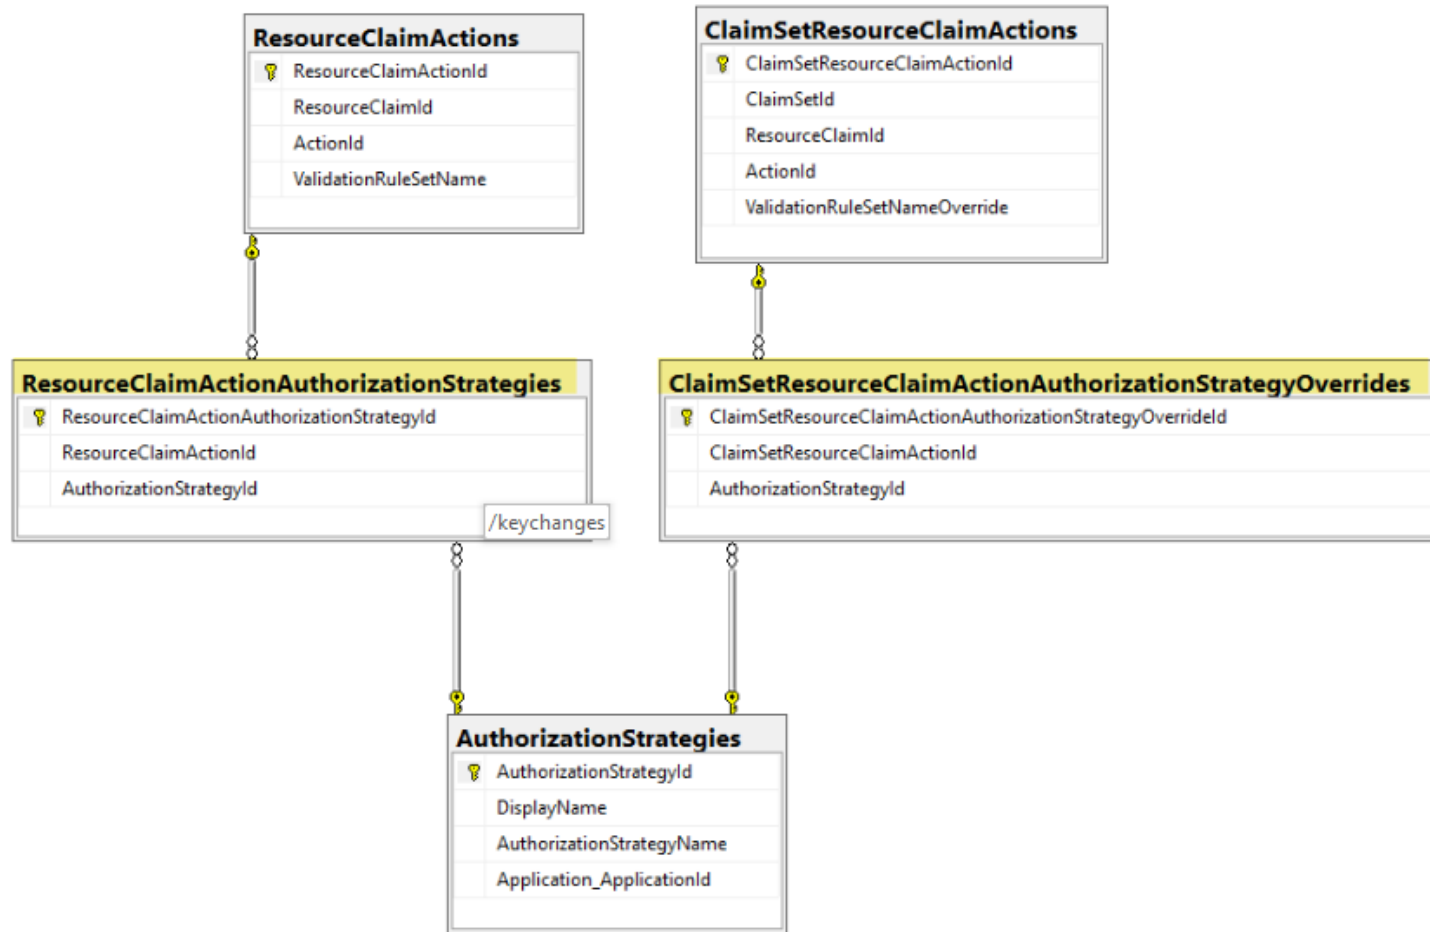 ResourceClaimActions
ResourceClaimActionId
ResourceClaimId
ActionId
ValidationRuleSetName
ClaimSetResourceClaimActions
ClaimSetResourceClaimActionId
ClaimSetId
ResourceClaimId
ActionId
ValidationRuleSetNameOverride
ResourceClaimActionAuthorizationStrategies
ResourceClaimActionAuthorizationStrategyId
ResourceClaimActionId
AuthorizationStrategyId
/keychanges
ClaimSetResourceClaimActionAuthorizationStrategyOverrides
ClaimSetResourceClaimActionAuthorizationStrategyOverrideId
ClaimSetResourceClaimActionId
AuthorizationStrategyId
AuthorizationStrategies
AuthorizationStrategyId
DisplayName
AuthorizationStrategyName
Application_ApplicationId